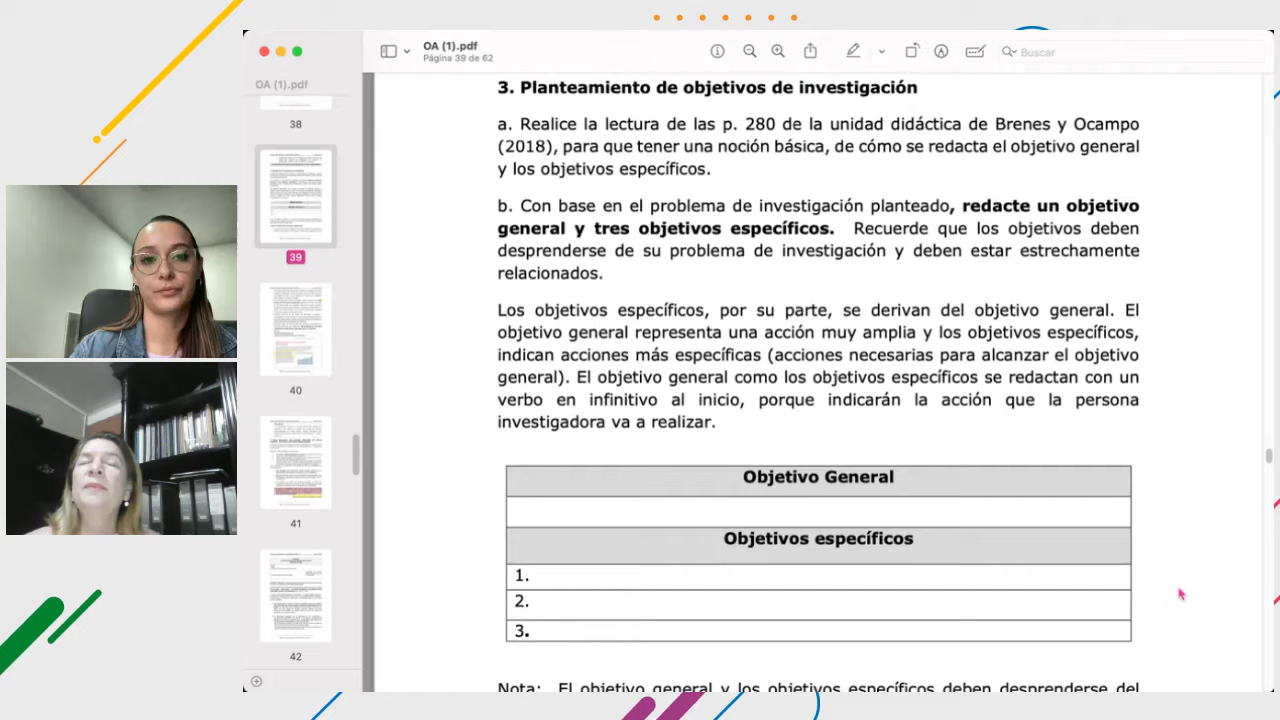 OA (1).pdf
Página 39 de 62
Buscar
OA (1).pdf
38
39
40
41
42
3. Planteamiento de objetivos de investigación
a. Realice la lectura de las p. 280 de la unidad didáctica de Brenes y Ocampo
(2018), para que tener una noción básica, de cómo se redacta el objetivo general
y los objetivos específicos.
b. Con base en el problema de investigación planteado, redacte un objetivo
general y tres objetivos específicos. Recuerde que los objetivos deben
desprenderse de su problema de investigación y deben estar estrechamente
relacionados.
Los objetivos específicos, por su parte, se derivan del objetivo general. El
objetivo general representa una acción muy amplia y los objetivos específicos,
indican acciones más específicas (acciones necesarias para alcanzar el objetivo
general). El objetivo general como los objetivos específicos se redactan con un
verbo en infinitivo al inicio, porque indicarán la acción que la persona
investigadora va a realizar.
Objetivo General
Objetivos específicos
1.
2.
3.
Nota: El objetivo general y los objetivos específicos deben desprenderse del